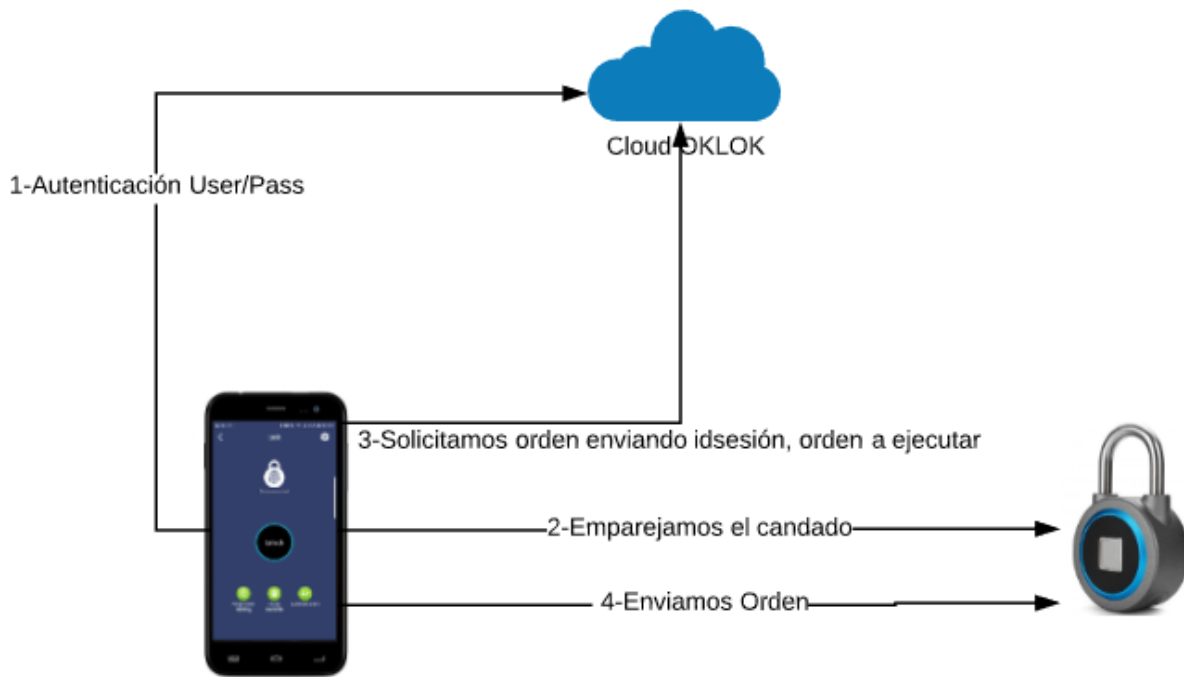 Cloud OKLOK
1-Autenticación User/Pass
3-Solicitamos orden enviando idsesión, orden a ejecutar
2-Emparejamos el candado
4-Enviamos Orden